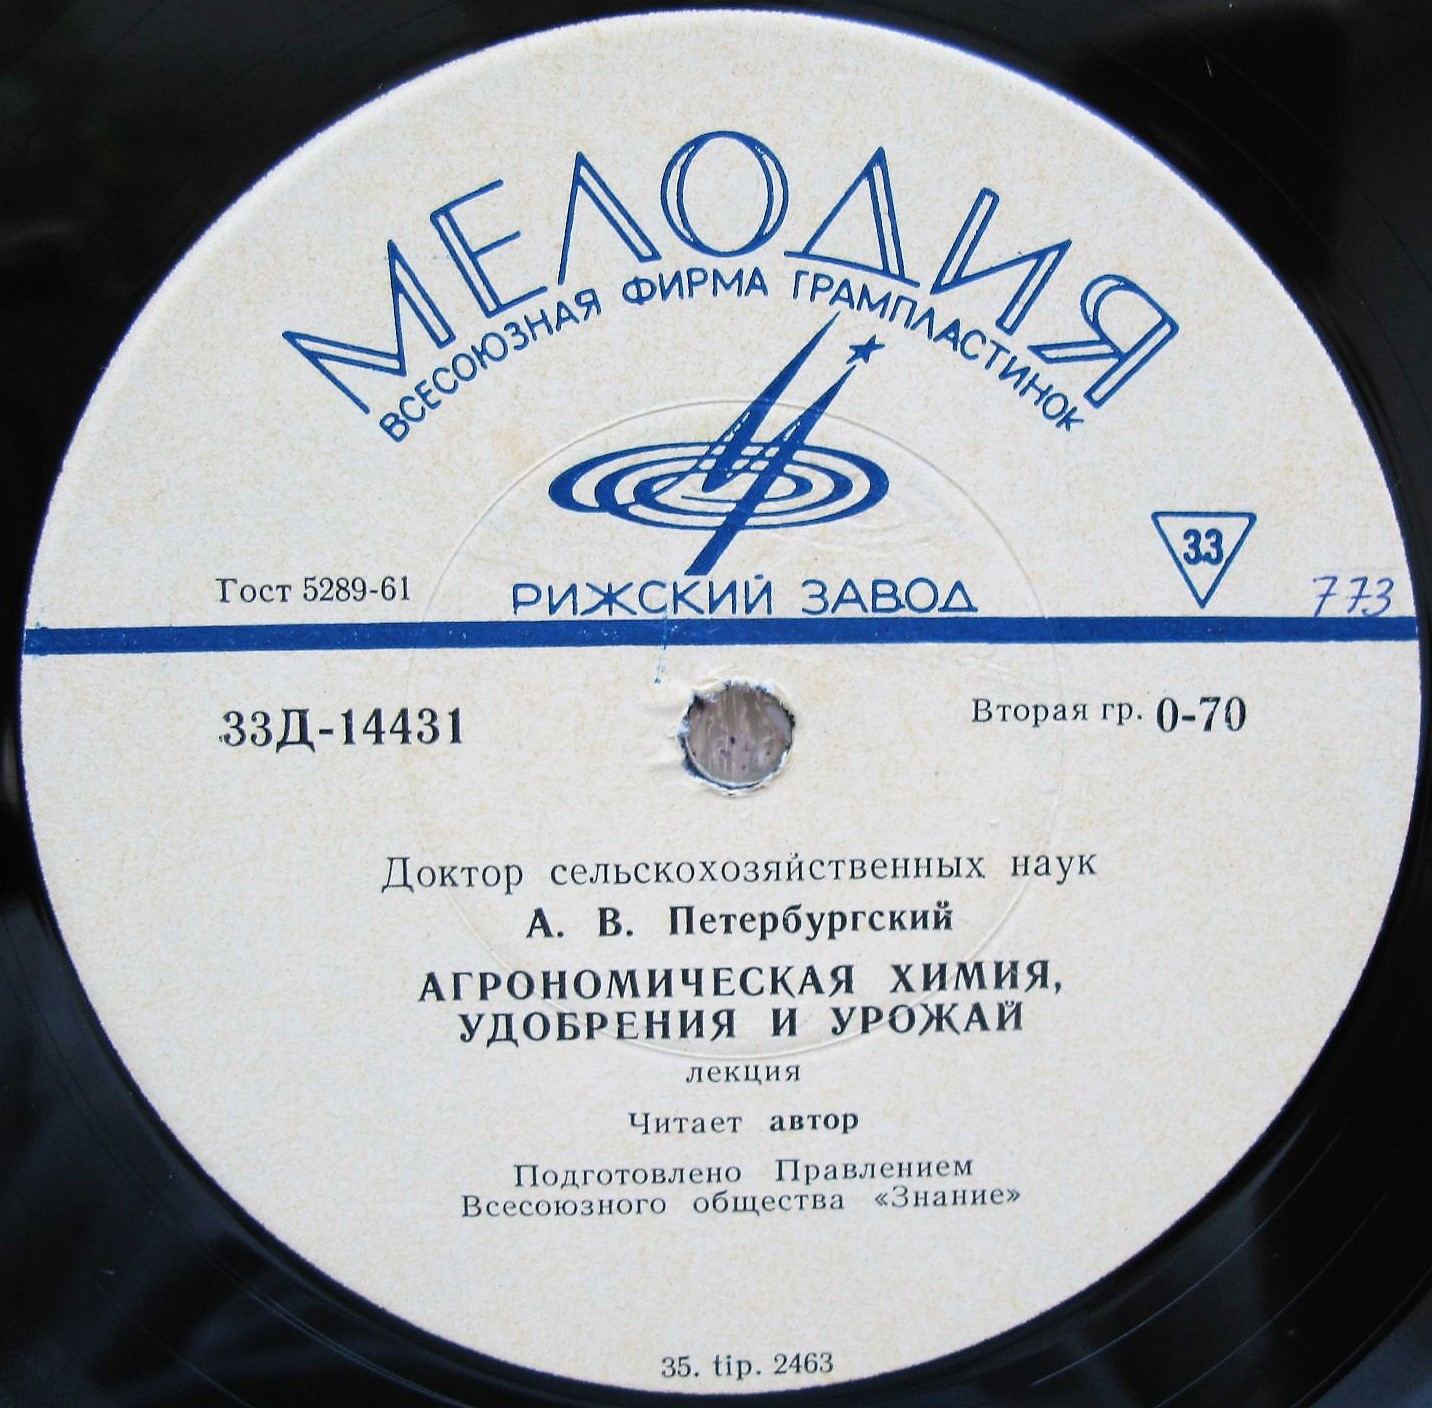 МЕЛОДИЯ
ВСЕСОЮЗНАЯ ФИРМА ГРАМПЛАСТИНОК
33
Гост 5289-61
РИЖСКИЙ ЗАВОД
773
33Д-14431
Вторая гр. 0-70
Доктор сельскохозяйственных наук
А. В. Петербургский
АГРОНОМИЧЕСКАЯ ХИМИЯ,
УДОБРЕНИЯ И УРОЖАЙ
лекция
Читает автор
Подготовлено Правлением
Всесоюзного общества «Знание»
35. tip. 2463